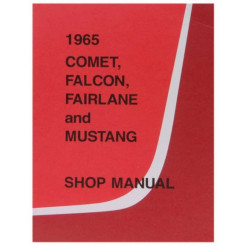 1965
COMET,
FALCON,
FAIRLANE
and
MUSTANG
SHOP MANUAL